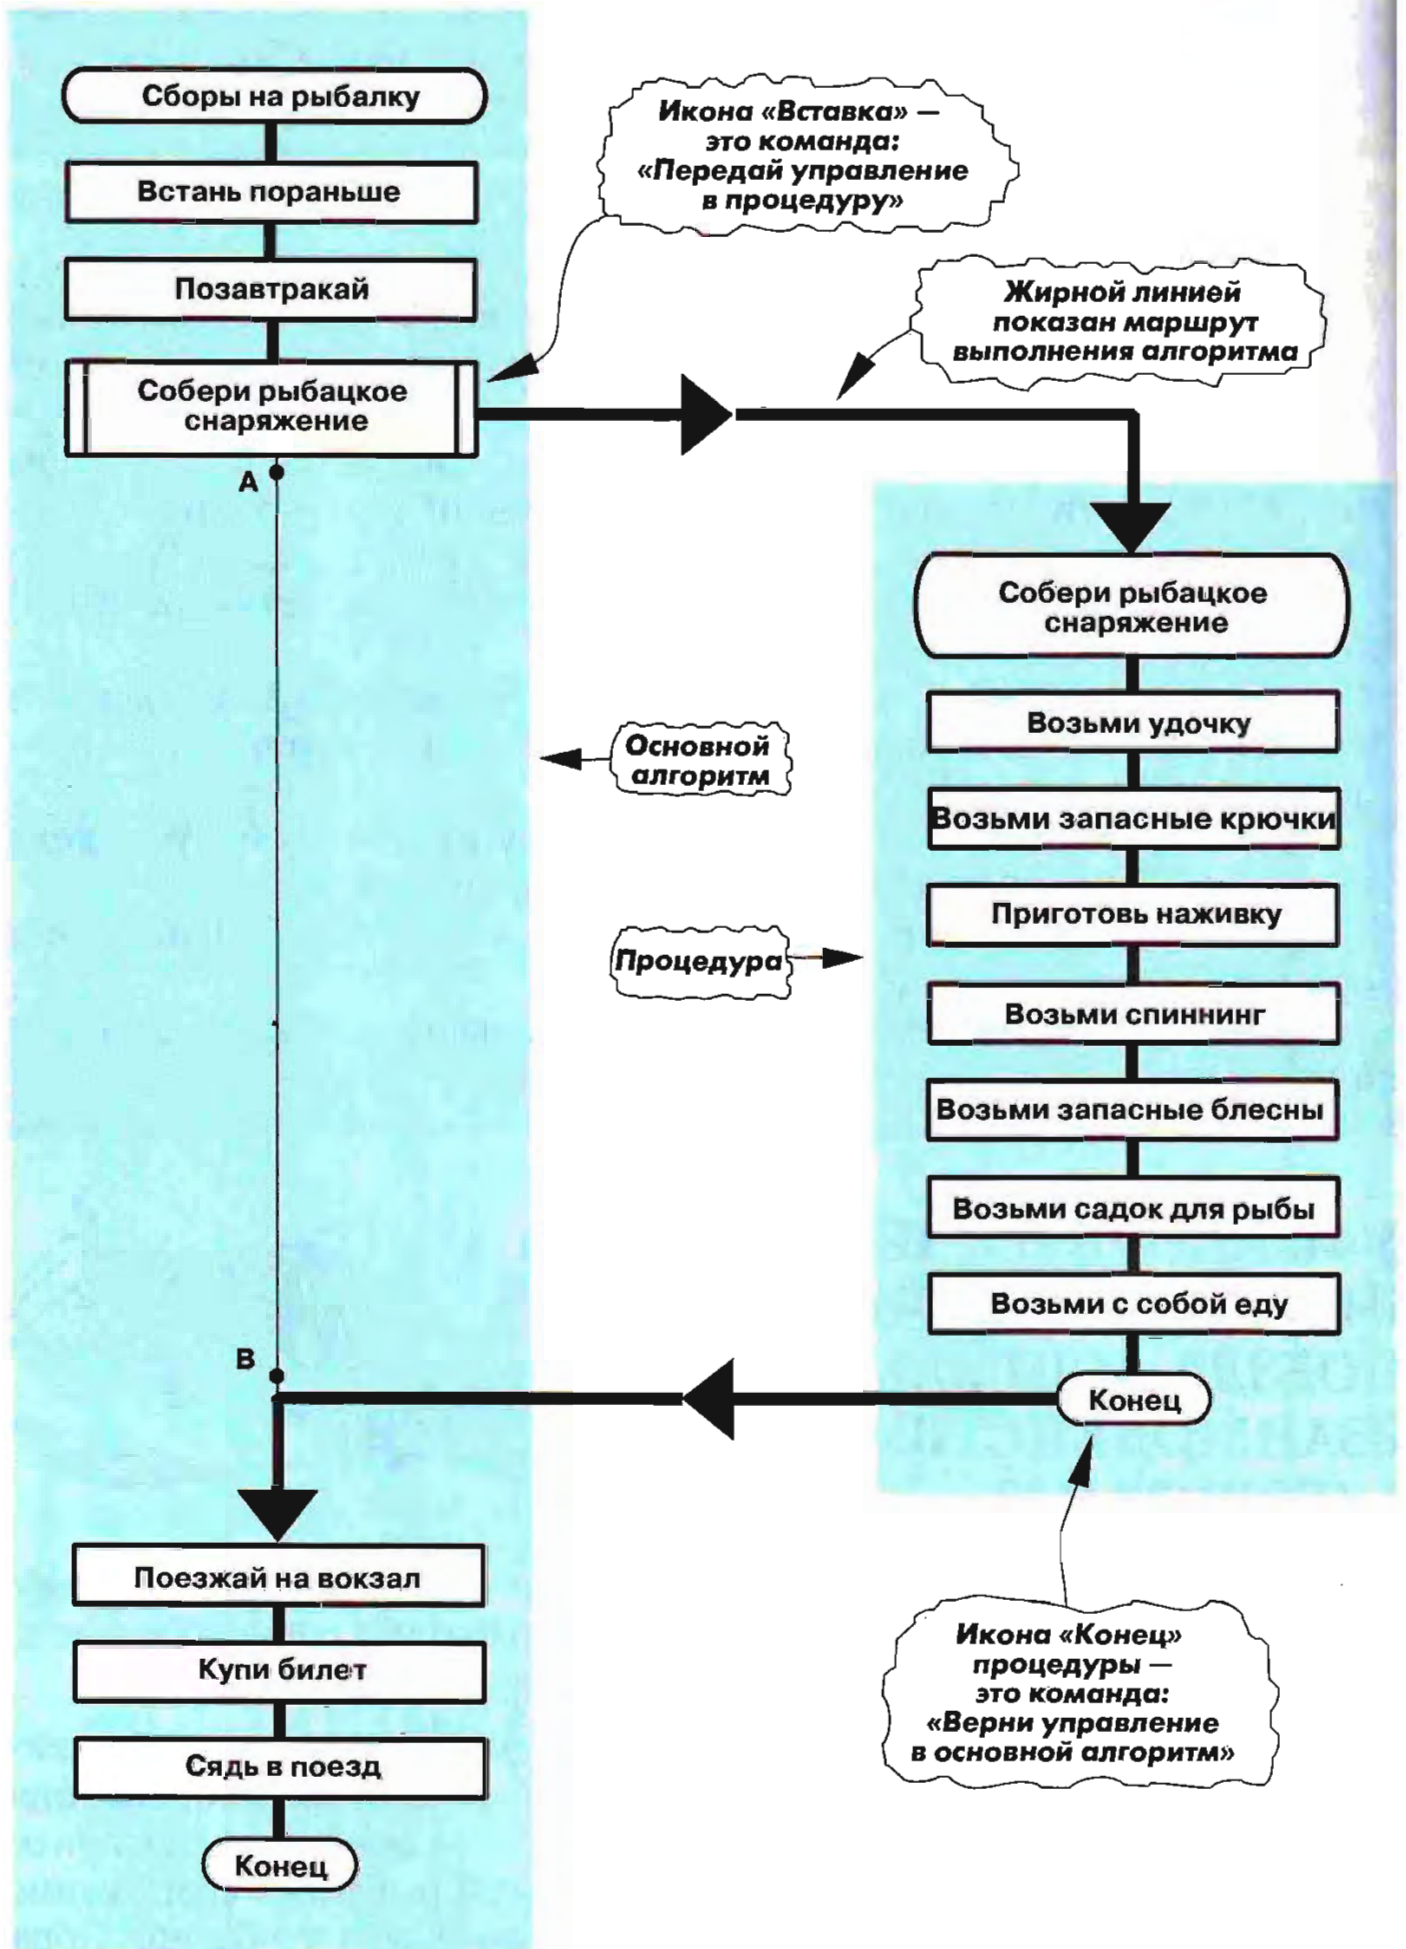 Сборы на рыбалку
Встань пораньше
Позавтракай
Собери рыбацкое
снаряжение
A
B
Поезжай на вокзал
Купи билет
Сядь в поезд
Конец
Икона «Вставка» —
это команда:
«Передай управление
в процедуру»
Жирной линией
показан маршрут
выполнения алгоритма
Основной
алгоритм
Процедура
Собери рыбацкое
снаряжение
Возьми удочку
Возьми запасные крючки
Приготовь наживку
Возьми спиннинг
Возьми запасные блесны
Возьми садок для рыбы
Возьми с собой еду
Конец
Икона «Конец»
процедуры —
это команда:
«Верни управление
в основной алгоритм»